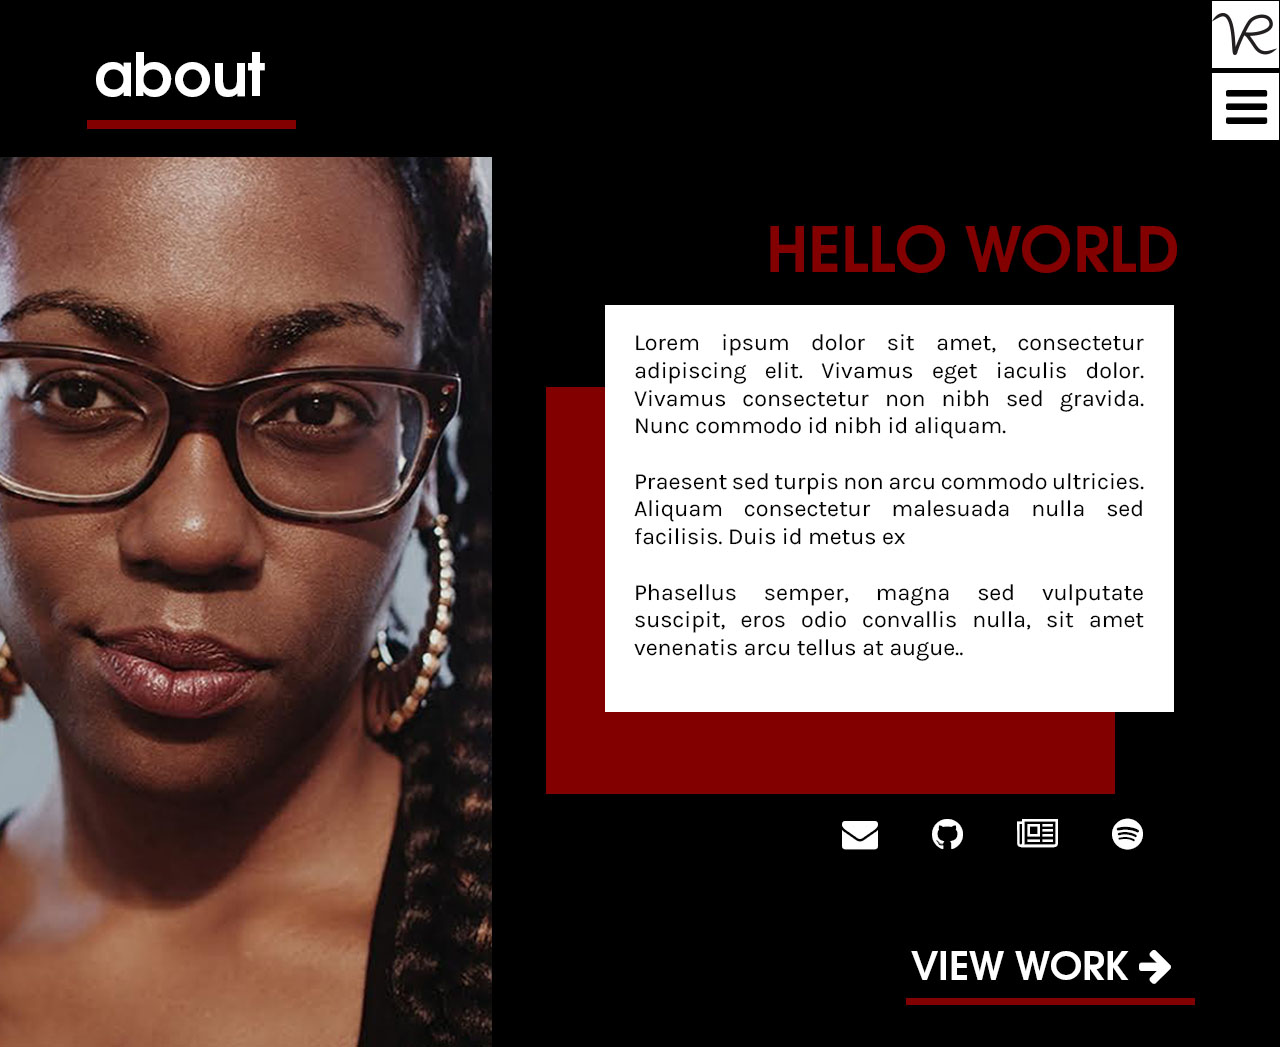 VR
about
HELLO WORLD
Lorem ipsum dolor sit amet, consectetur
adipiscing elit. Vivamus eget iaculis dolor.
Vivamus consectetur non nibh sed gravida.
Nunc commodo id nibh id aliquam.
Praesent sed turpis non arcu commodo ultricies.
Aliquam consectetur malesuada nulla sed
facilisis. Duis id metus ex
Phasellus semper, magna sed vulputate
suscipit, eros odio convallis nulla, sit amet
venenatis arcu tellus at augue..
VIEW WORK